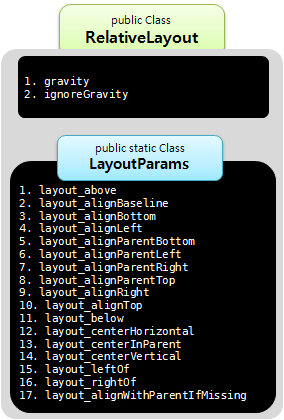 public Class
RelativeLayout
1. gravity
2. ignoreGravity
public static Class
LayoutParams
1. layout_above
2. layout_alignBaseline
3. layout_alignBottom
4. layout_alignLeft
5. layout_alignParentBottom
6. layout_alignParentLeft
7. layout_alignParentRight
8. layout_alignParentTop
9. layout_alignRight
10. layout_alignTop
11. layout_below
12. layout_centerHorizontal
13. layout_centerInParent
14. layout_centerVertical
15. layout_leftOf
16. layout_rightOf
17. layout_alignWithParentIfMissing